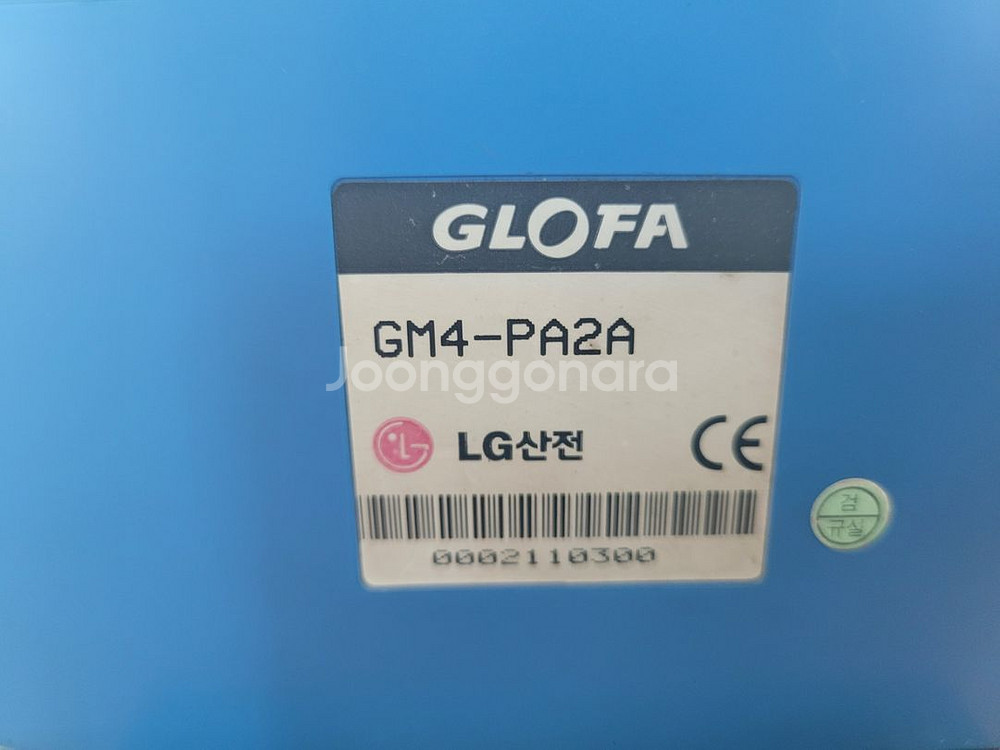 GLOFA
GM4-PA2A
Joonggonara
LG산전
CE
0002110300
검
규실